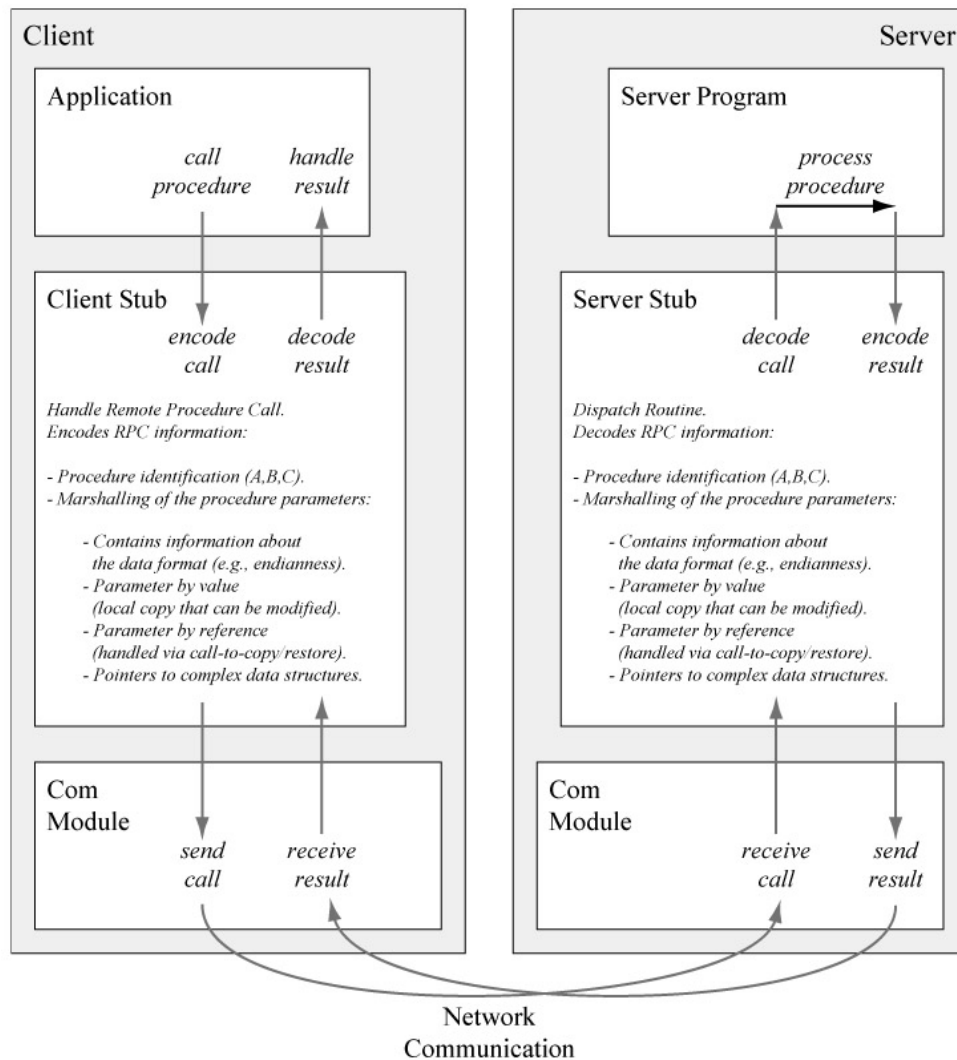 Client
Application
call
procedure
handle
result
Client Stub
encode
call
decode
result
Handle Remote Procedure Call.
Encodes RPC information:
- Procedure identification (A,B,C).
- Marshalling of the procedure parameters:
- Contains information about
the data format (e.g., endianness).
- Parameter by value
(local copy that can be modified).
- Parameter by reference
(handled via call-to-copy/restore).
- Pointers to complex data structures.
Com
Module
send
call
receive
result
Server
Server Program
process
procedure
Server Stub
decode
call
encode
result
Dispatch Routine.
Decodes RPC information:
- Procedure identification (A,B,C).
- Marshalling of the procedure parameters:
- Contains information about
the data format (e.g., endianness).
- Parameter by value
(local copy that can be modified).
- Parameter by reference
(handled via call-to-copy/restore).
- Pointers to complex data structures.
Com
Module
receive
call
send
result
Network
Communication